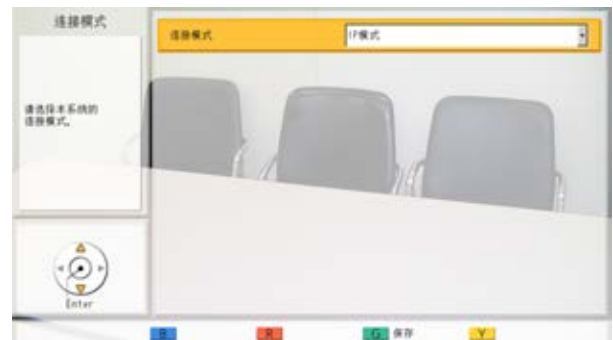 连接模式
连接模式 IP模式
请选择本系统的
连接模式。
Enter
B R G 保存 Y